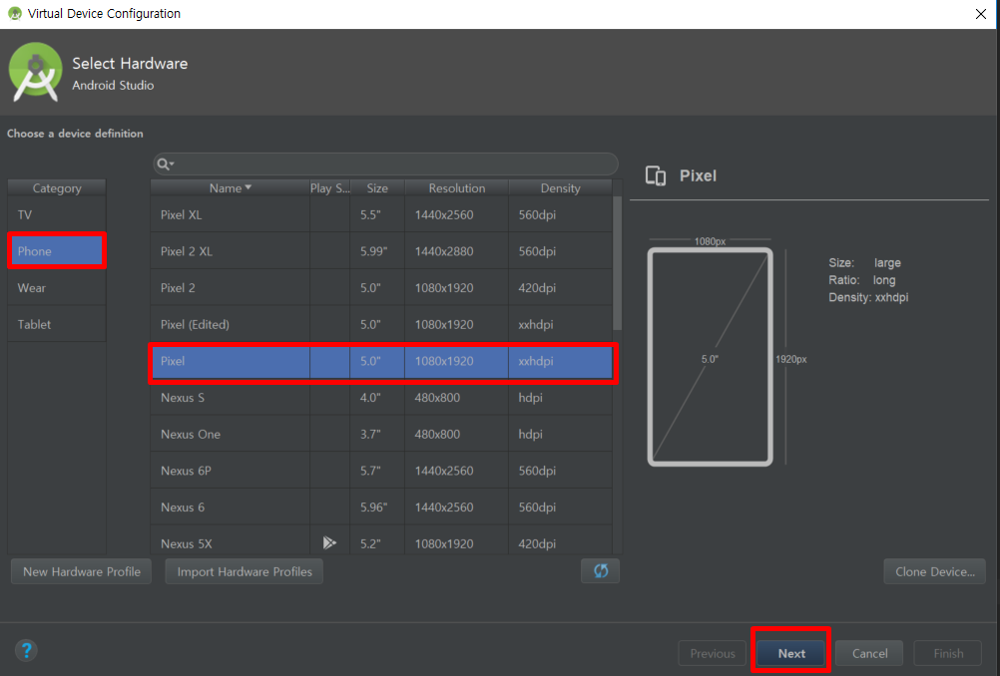 Virtual Device Configuration
Select Hardware
Android Studio
Choose a device definition
Category
TV
Phone
Wear
Tablet
Name Play S... Size Resolution Density
Pixel XL 5.5" 1440x2560 560dpi
Pixel 2 XL 5.99" 1440x2880 560dpi
Pixel 2 5.0" 1080x1920 420dpi
Pixel (Edited) 5.0" 1080x1920 xxhdpi
Pixel 5.0" 1080x1920 xxhdpi
Nexus S 4.0" 480x800 hdpi
Nexus One 3.7" 480x800 hdpi
Nexus 6P 5.7" 1440x2560 560dpi
Nexus 6 5.96" 1440x2560 560dpi
Nexus 5X 5.2" 1080x1920 420dpi
Pixel
1080px
5.0"
1920px
Size: large
Ratio: long
Density: xxhdpi
New Hardware Profile Import Hardware Profiles Clone Device...
? Previous Next Cancel Finish